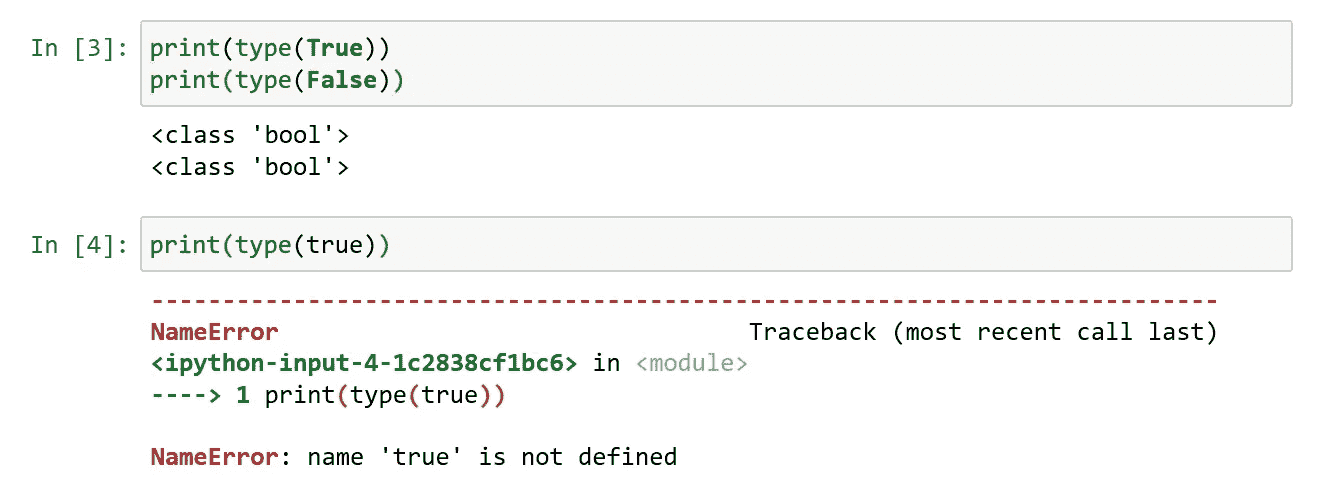 In [3]: print(type(True))
print(type(False))
<class 'bool'>
<class 'bool'>
In [4]: print(type(true))
---------------------------------------------------------------------------
NameError Traceback (most recent call last)
<ipython-input-4-1c2838cf1bc6> in <module>
----> 1 print(type(true))
NameError: name 'true' is not defined